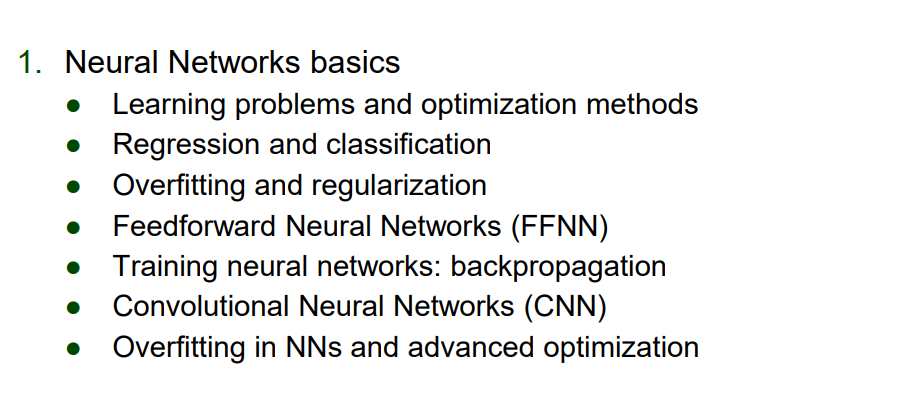 1. Neural Networks basics
● Learning problems and optimization methods
● Regression and classification
● Overfitting and regularization
● Feedforward Neural Networks (FFNN)
● Training neural networks: backpropagation
● Convolutional Neural Networks (CNN)
● Overfitting in NNs and advanced optimization